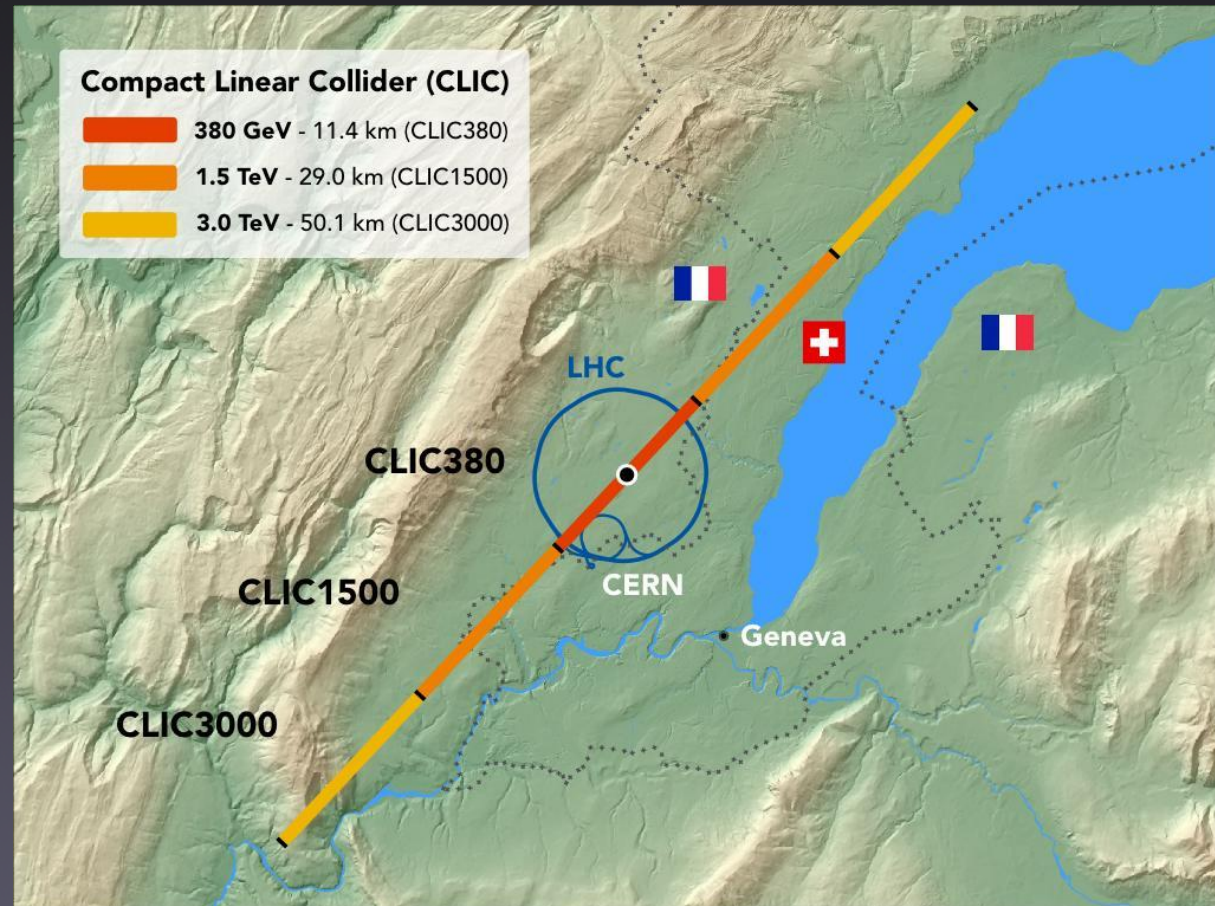 Compact Linear Collider (CLIC)
380 GeV - 11.4 km (CLIC380)
1.5 TeV - 29.0 km (CLIC1500)
3.0 TeV - 50.1 km (CLIC3000)
LHC
CLIC380
CLIC1500
CERN
Geneva
CLIC3000